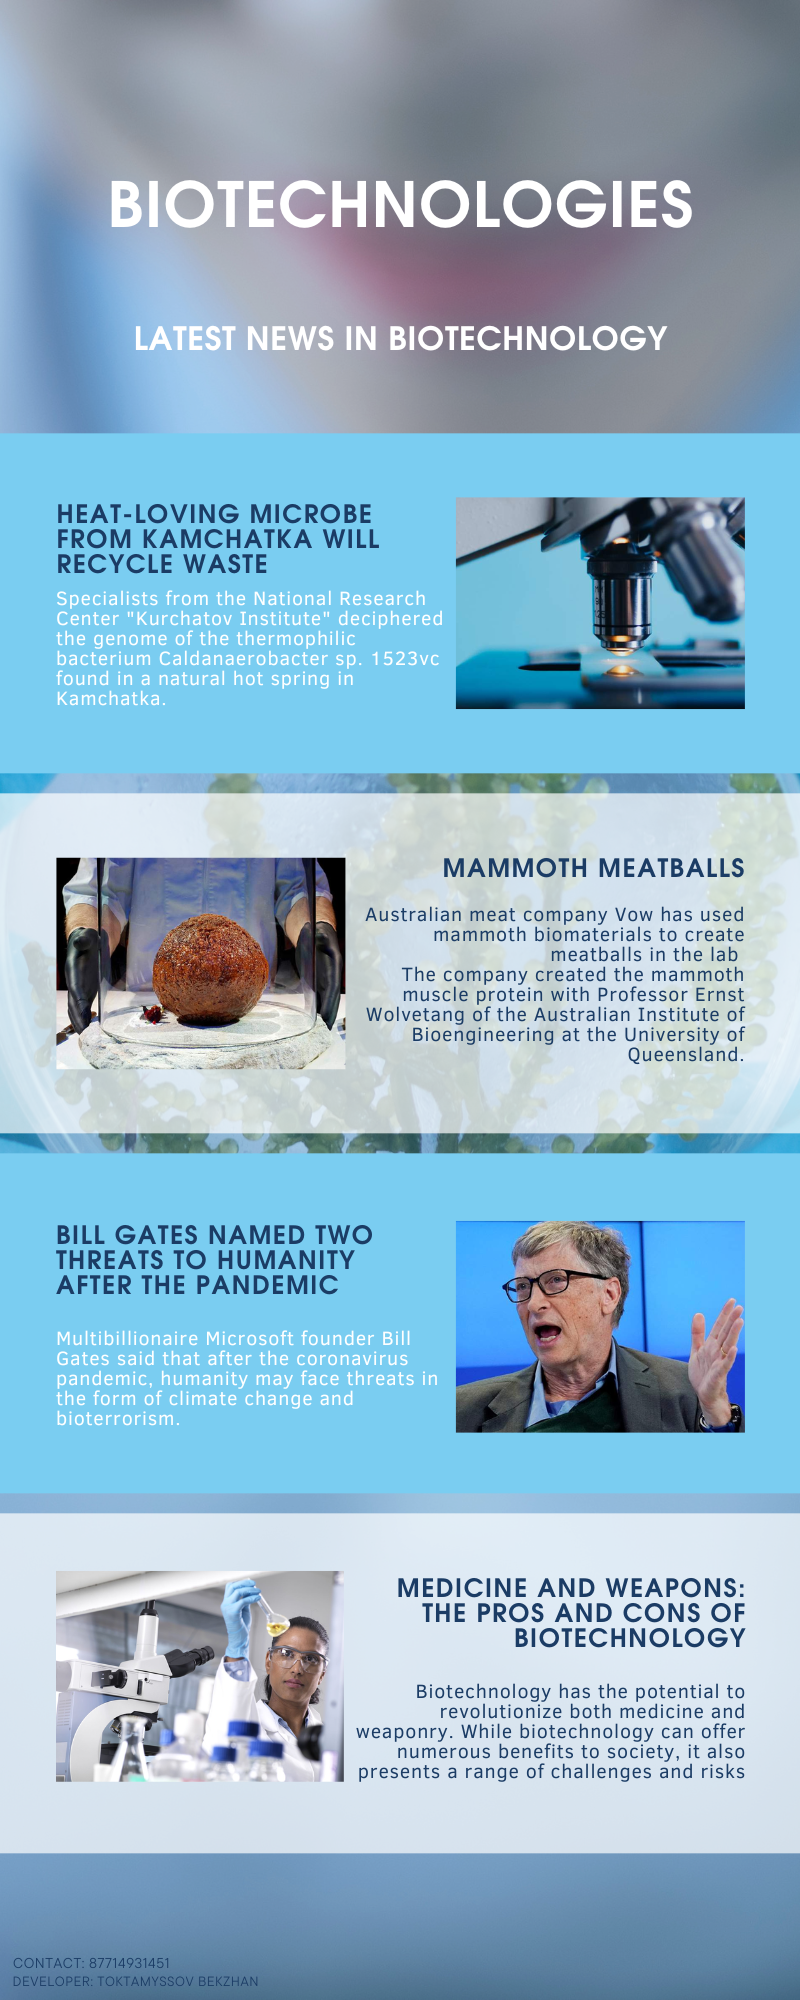 BIOTECHNOLOGIES
LATEST NEWS IN BIOTECHNOLOGY
HEAT-LOVING MICROBE
FROM KAMCHATKA WILL
RECYCLE WASTE
Specialists from the National Research
Center "Kurchatov Institute" deciphered
the genome of the thermophilic
bacterium Caldanaerobacter sp. 1523vc
found in a natural hot spring in
Kamchatka.
MAMMOTH MEATBALLS
Australian meat company Vow has used
mammoth biomaterials to create
meatballs in the lab
The company created the mammoth
muscle protein with Professor Ernst
Wolvetang of the Australian Institute of
Bioengineering at the University of
Queensland.
BILL GATES NAMED TWO
THREATS TO HUMANITY
AFTER THE PANDEMIC
Multibillionaire Microsoft founder Bill
Gates said that after the coronavirus
pandemic, humanity may face threats in
the form of climate change and
bioterrorism.
MEDICINE AND WEAPONS:
THE PROS AND CONS OF
BIOTECHNOLOGY
Biotechnology has the potential to
revolutionize both medicine and
weaponry. While biotechnology can offer
numerous benefits to society, it also
presents a range of challenges and risks
CONTACT: 87714931451
DEVELOPER: TOKTAMYSSOV BEKZHAN